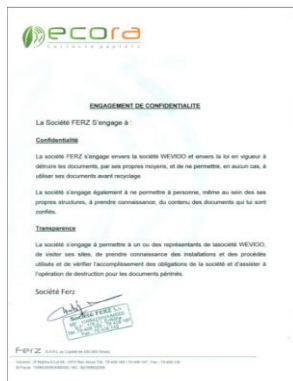 ecora
Collecte papiers
ENGAGEMENT DE CONFIDENTIALITE
La Société FERZ S'engage à :
Confidentialité
La société FERZ s'engage envers la société WEVIOO et envers la loi en vigueur à
détruire les documents, par ses propres moyens, et de ne permettre, en aucun cas, à
utiliser ses documents avant recyclage.
La société s'engage également à ne permettre à personne, même au sein des ses
propres structures, à prendre connaissance, du contenu des documents qui lui sont
confiés.
Transparence
La société s'engage à permettre à un ou des représentants de lasociété WEVIOO,
de visiter ses sites, de prendre connaissance des installations et des procédés
utilisés et de vérifier l'accomplissement des obligations de la société et d'assister à
l'opération de destruction pour les documents périmés.
Société Ferz
Société FERZ S.A.
Ferz